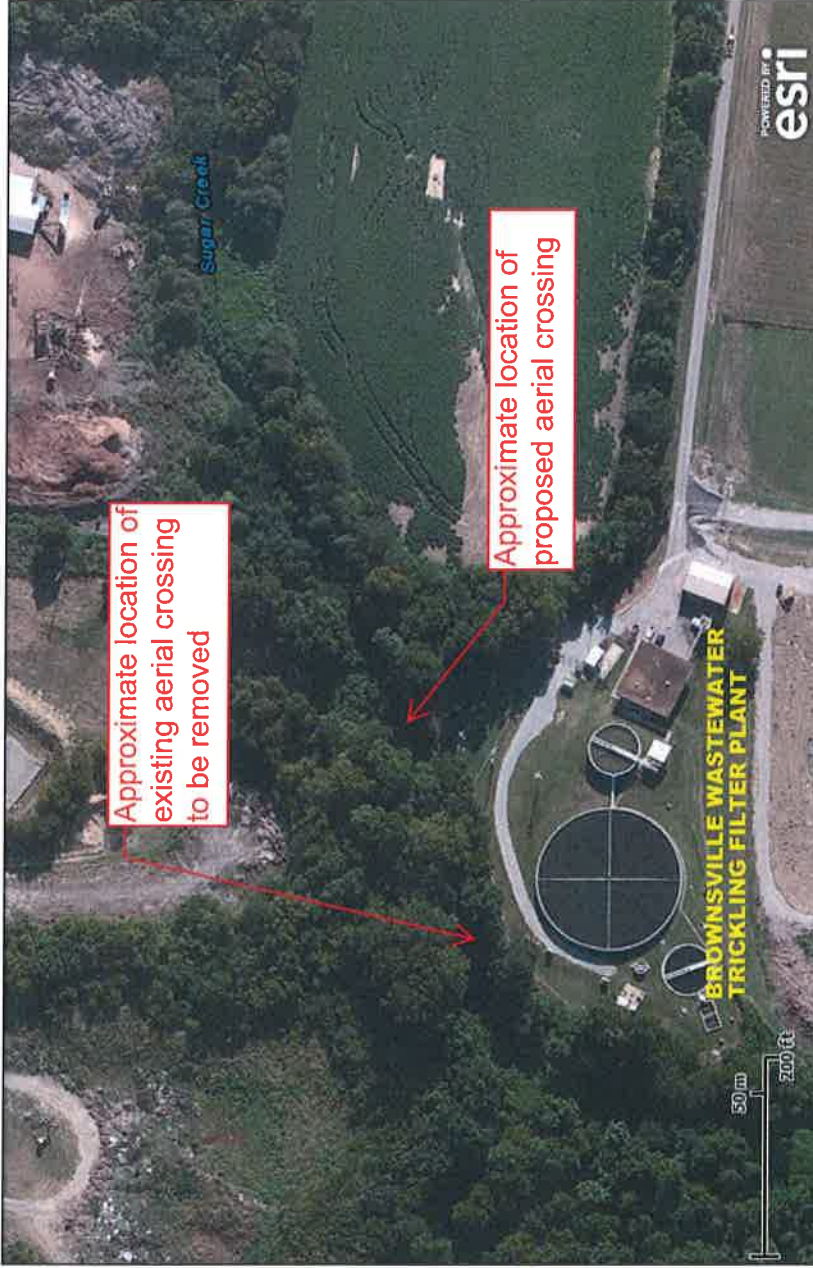 Sugar Creek
Approximate location of
existing aerial crossing
to be removed
Approximate location of
proposed aerial crossing
BROWNSVILLE WASTEWATER
TRICKLING FILTER PLANT
50 m
200 ft
POWERED BY
esri